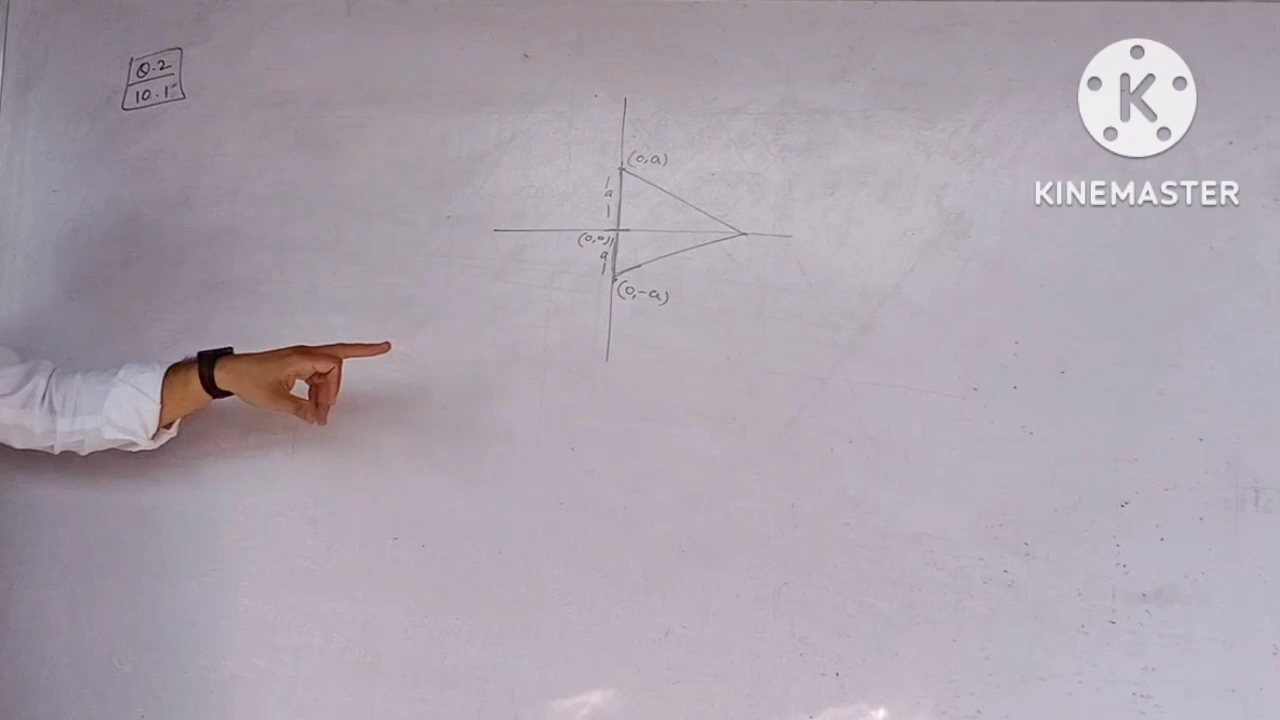 Q.2
10.1
(0,a)
a
(0,0)
a
(0,-a)
K
KINEMASTER